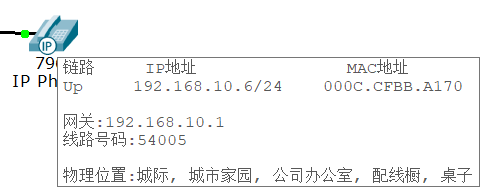 IP
796
IP Ph
链路 IP地址 MAC地址
Up 192.168.10.6/24 000C.CFBB.A170
网关:192.168.10.1
线路号码:54005
物理位置:城际, 城市家园, 公司办公室, 配线橱, 桌子